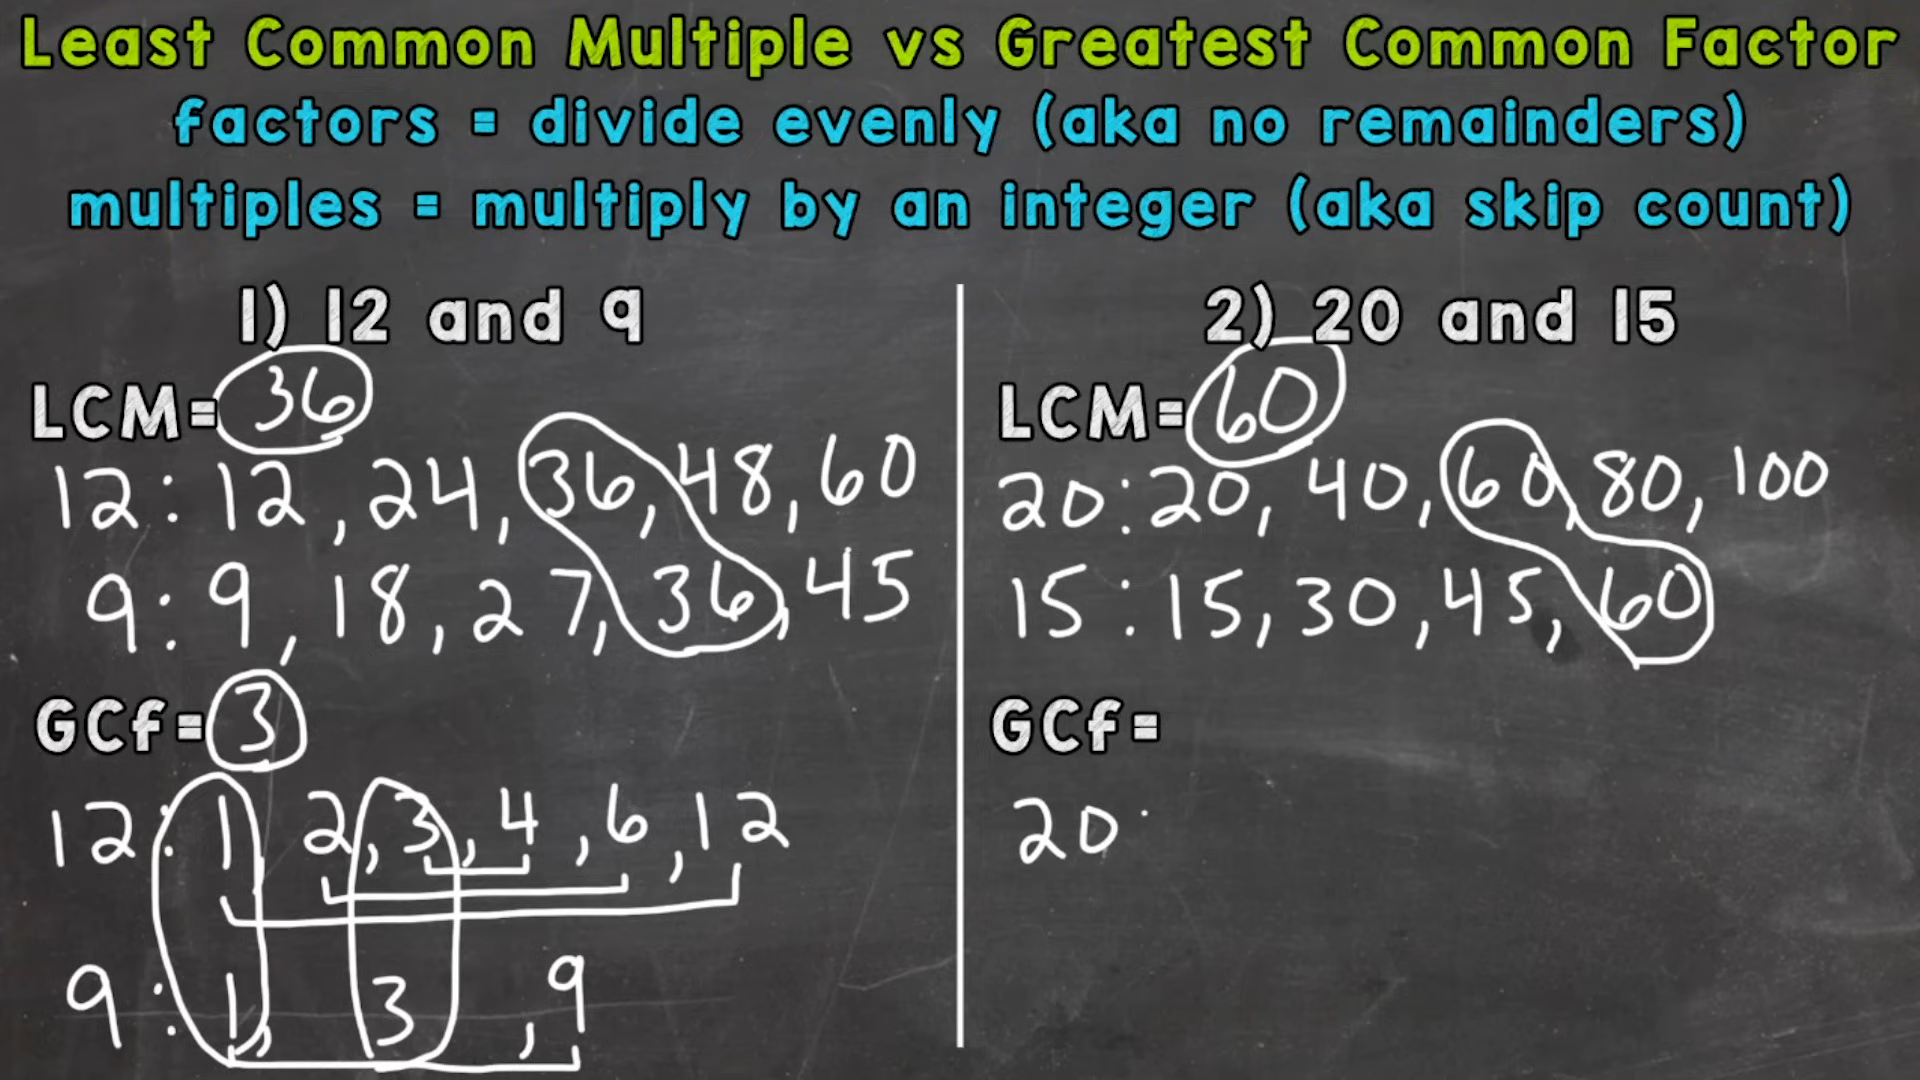 Least Common Multiple vs Greatest Common Factor
factors = divide evenly (aka no remainders)
multiples = multiply by an integer (aka skip count)
1) 12 and 9
LCM= 36
12: 12, 24, 36, 48, 60
9: 9, 18, 27, 36, 45
GCf= 3
12: 1 2, 3, 4, 6, 12
9: 1, 3, 9
2) 20 and 15
LCM= 60
20: 20, 40, 60, 80, 100
15: 15, 30, 45, 60
GCf=
20·